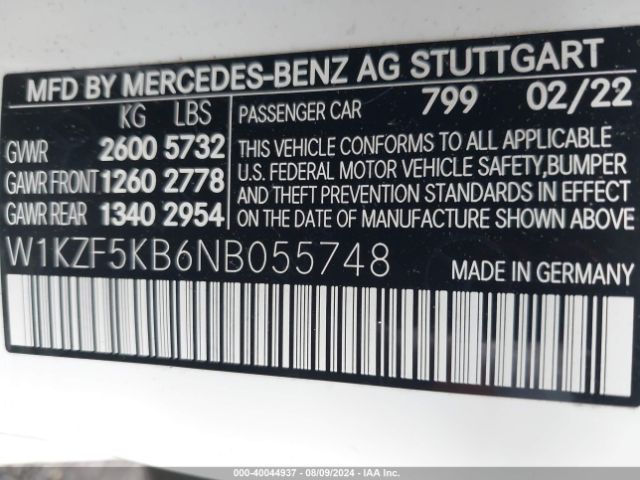 MFD BY MERCEDES-BENZ AG STUTTGART
KG LBS PASSENGER CAR 799 02/22
GVWR 2600 5732
GAWR FRONT 1260 2778
GAWR REAR 1340 2954
THIS VEHICLE CONFORMS TO ALL APPLICABLE
U.S. FEDERAL MOTOR VEHICLE SAFETY,BUMPER
AND THEFT PREVENTION STANDARDS IN EFFECT
ON THE DATE OF MANUFACTURE SHOWN ABOVE
W1KZF5KB6NB055748 MADE IN GERMANY
000-40044937 - 08/09/2024 - IAA Inc.